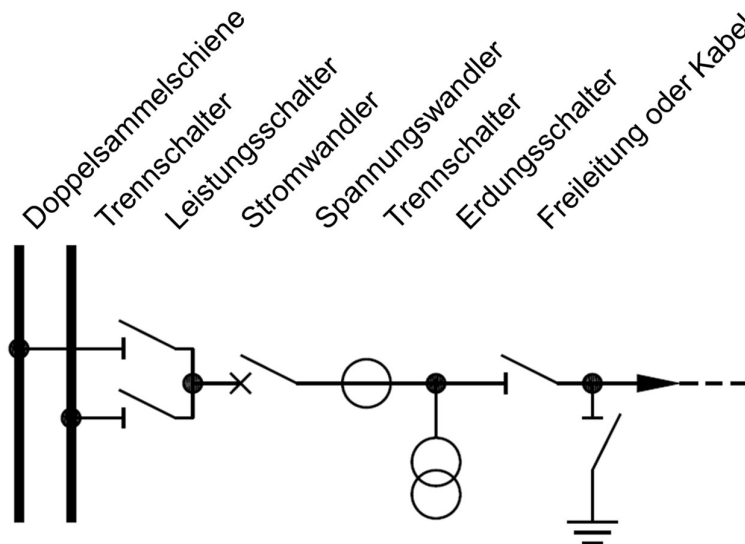 Doppelsammelschiene
Trennschalter
Leistungsschalter
Stromwandler
Spannungswandler
Trennschalter
Erdungsschalter
Freileitung oder Kabel